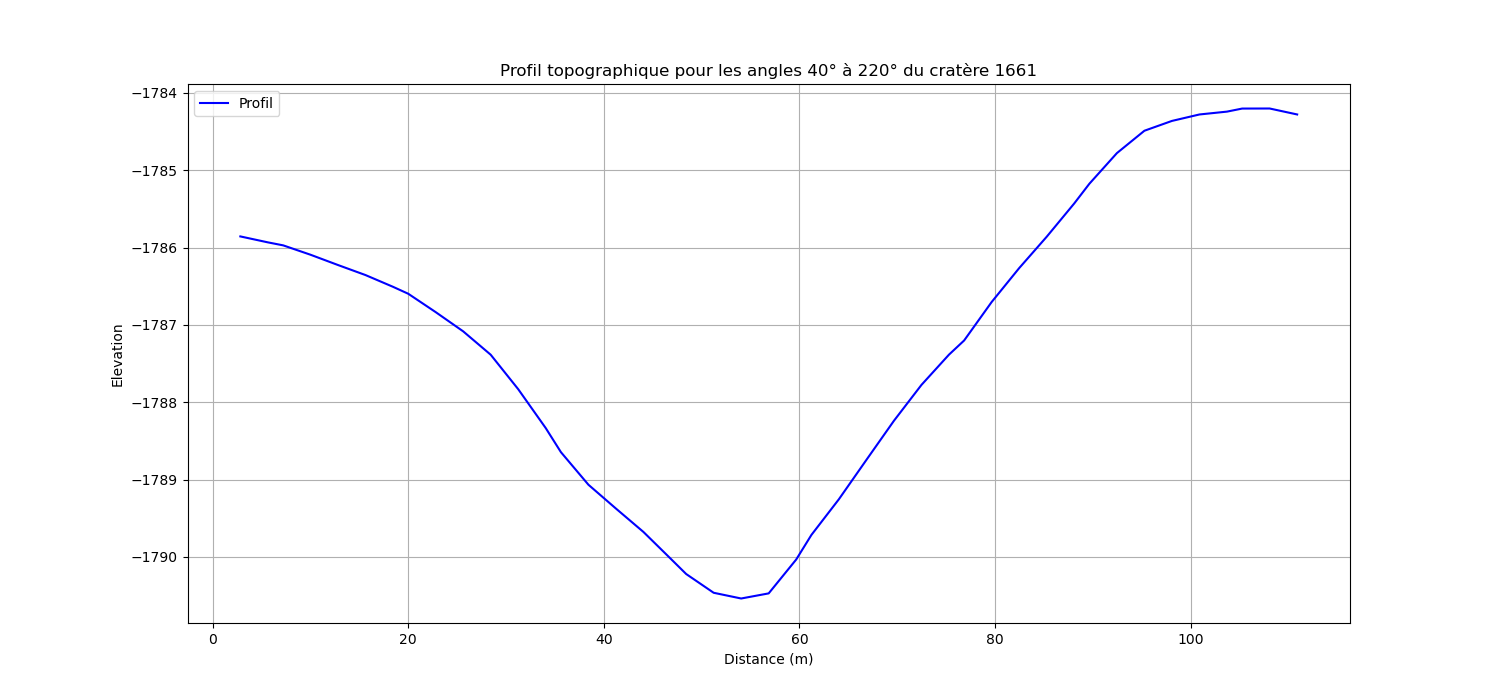 Profil topographique pour les angles 40° à 220° du cratère 1661
Profil
Elevation
−1784
−1785
−1786
−1787
−1788
−1789
−1790
0 20 40 60 80 100
Distance (m)